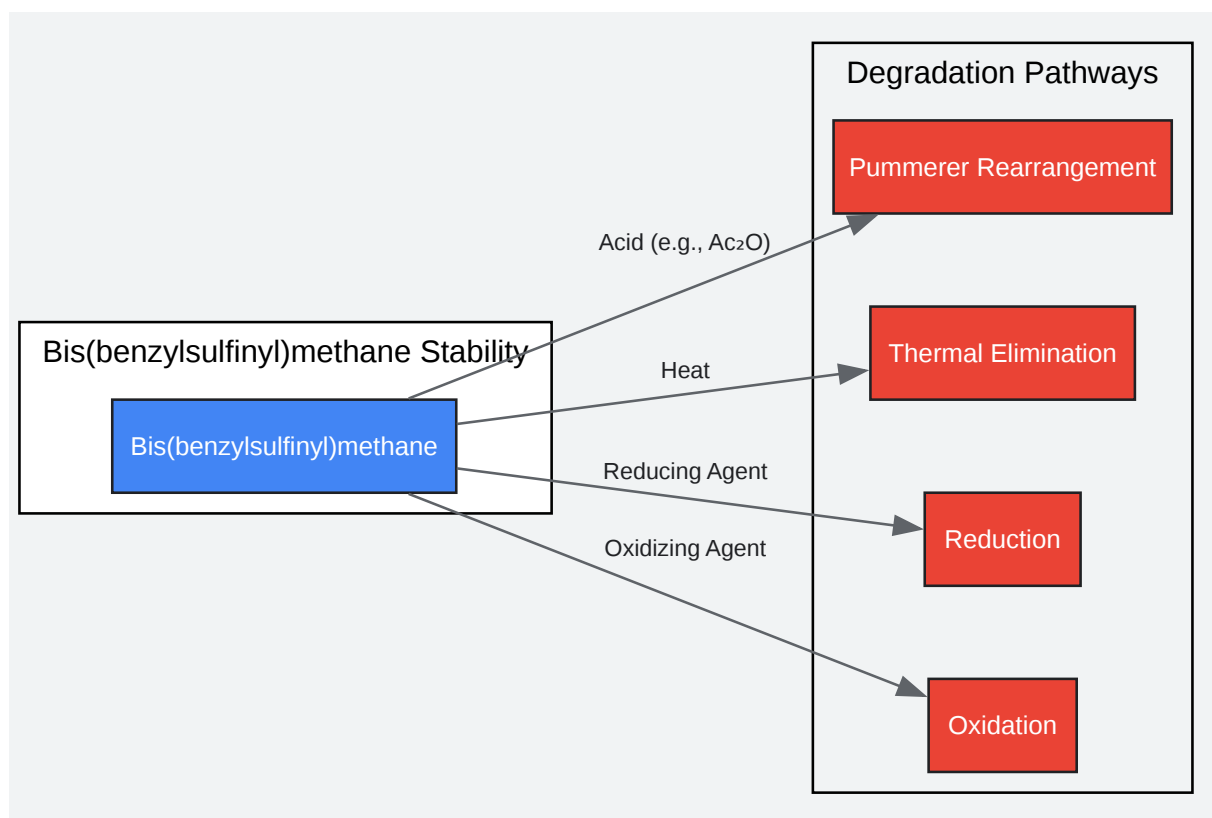 Degradation Pathways
Pummerer Rearrangement
Acid (e.g., Ac₂O)
Thermal Elimination
Bis(benzylsulfinyl)methane Stability
Heat
Bis(benzylsulfinyl)methane
Reducing Agent
Reduction
Oxidizing Agent
Oxidation